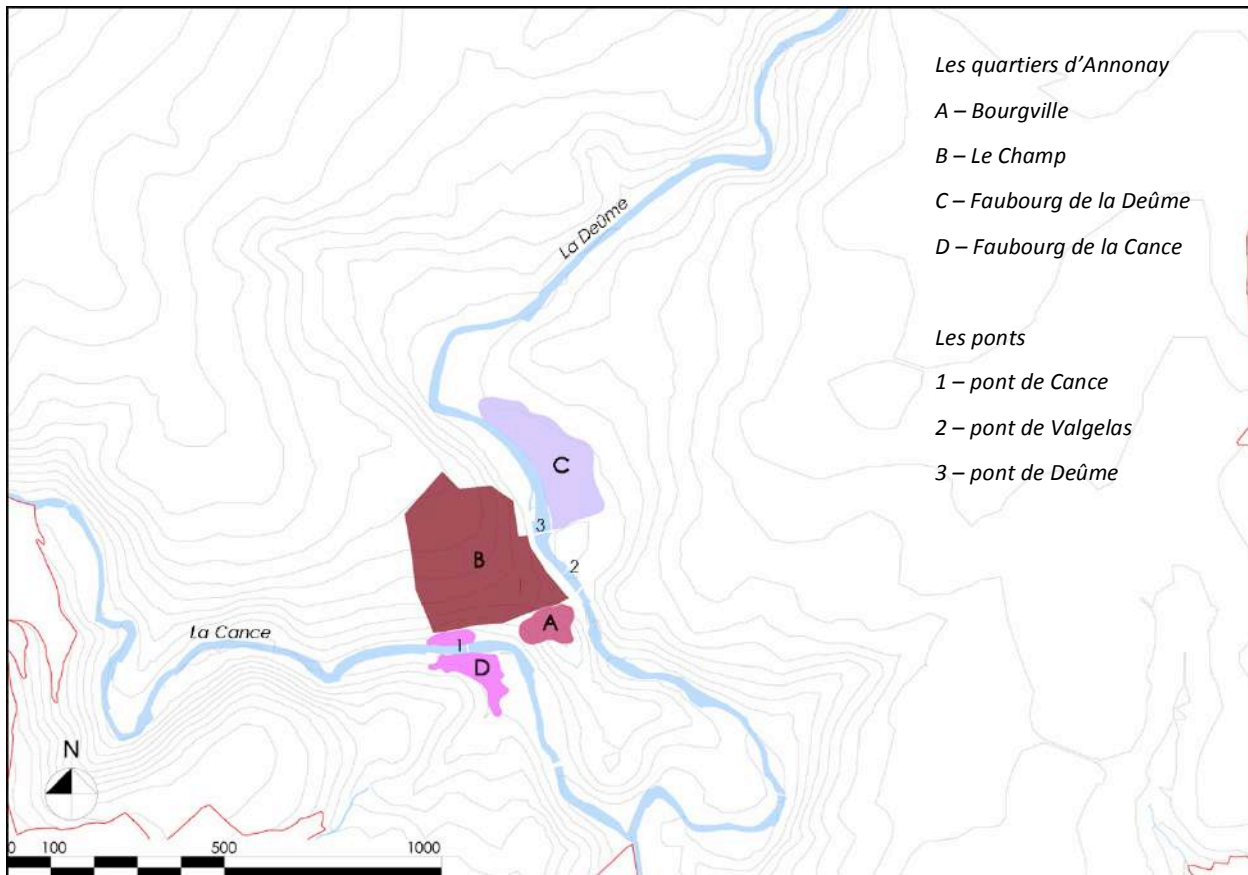 Les quartiers d'Annonay
A – Bourgville
B – Le Champ
C – Faubourg de la Deûme
D – Faubourg de la Cance
Les ponts
1 – pont de Cance
2 – pont de Valgelas
3 – pont de Deûme
La Deûme
C
3
B
2
A
La Cance
1
D
N
0 100 500 1000